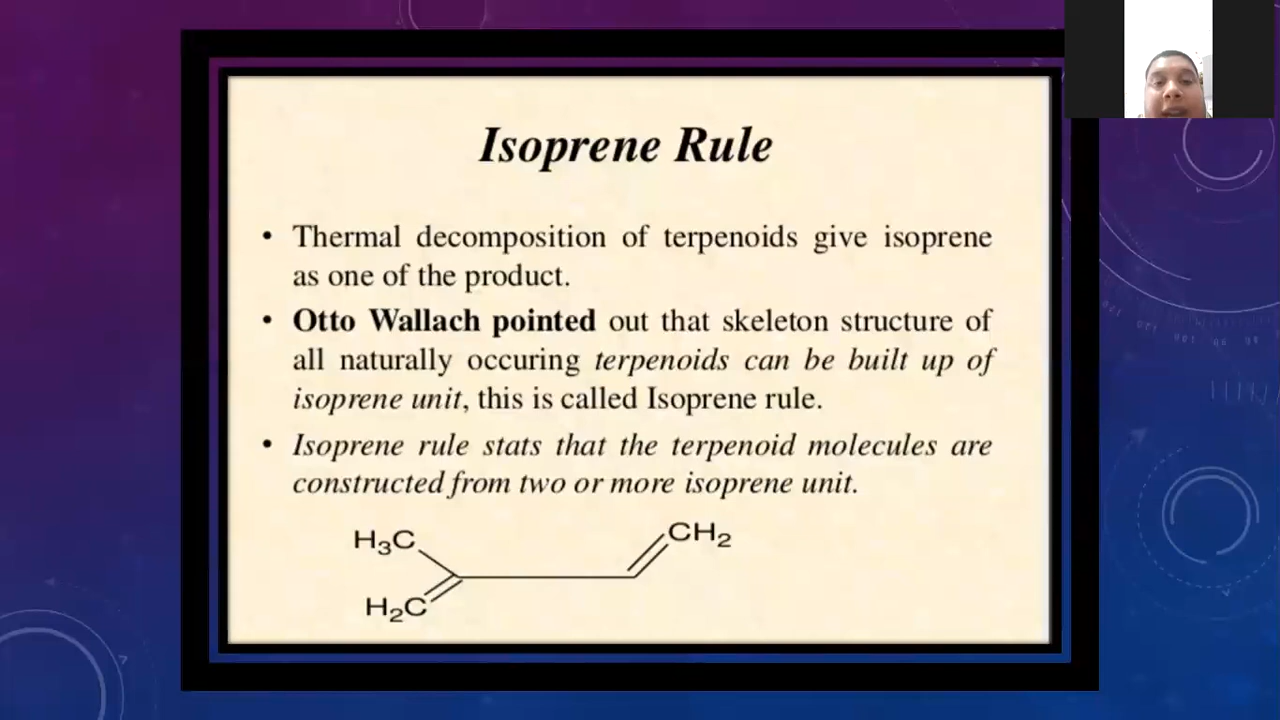 Isoprene Rule
• Thermal decomposition of terpenoids give isoprene
as one of the product.
• Otto Wallach pointed out that skeleton structure of
all naturally occuring terpenoids can be built up of
isoprene unit, this is called Isoprene rule.
• Isoprene rule stats that the terpenoid molecules are
constructed from two or more isoprene unit.
H₃C
CH₂
H₂C